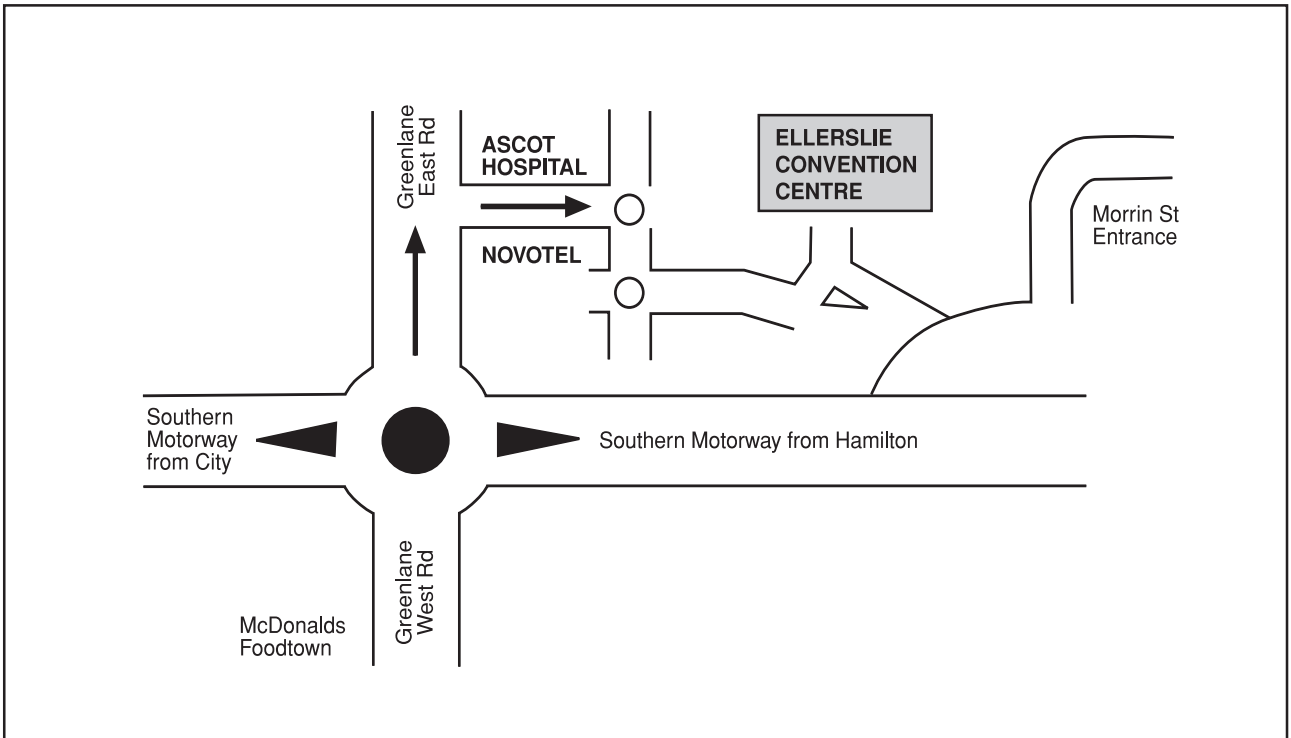 Greenlane
East Rd
ASCOT
HOSPITAL
ELLERSLIE
CONVENTION
CENTRE
Morrin St
Entrance
NOVOTEL
Southern
Motorway
from City
Southern Motorway from Hamilton
Greenlane
West Rd
McDonalds
Foodtown